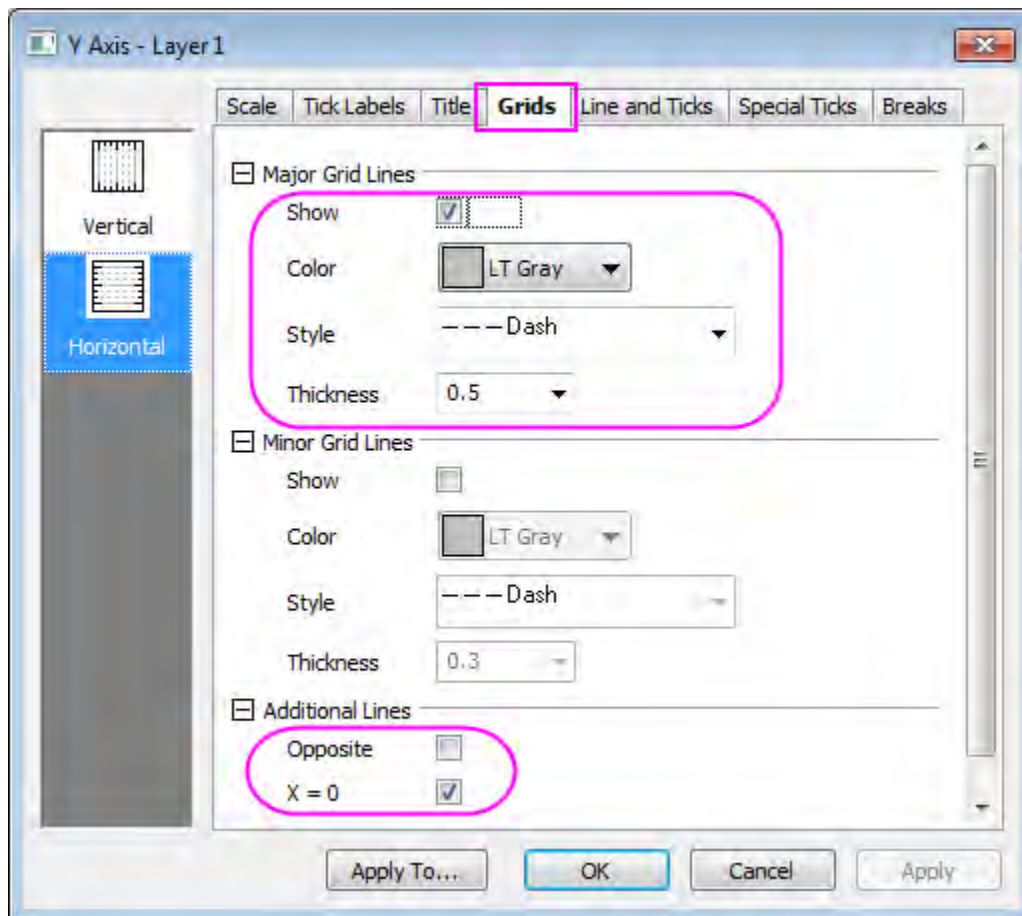 Y Axis - Layer 1
Scale Tick Labels Title Grids Line and Ticks Special Ticks Breaks
Vertical
Horizontal
Major Grid Lines
Show
Color LT Gray
Style Dash
Thickness 0.5
Minor Grid Lines
Show
Color LT Gray
Style Dash
Thickness 0.3
Additional Lines
Opposite
X = 0
Apply To... OK Cancel Apply